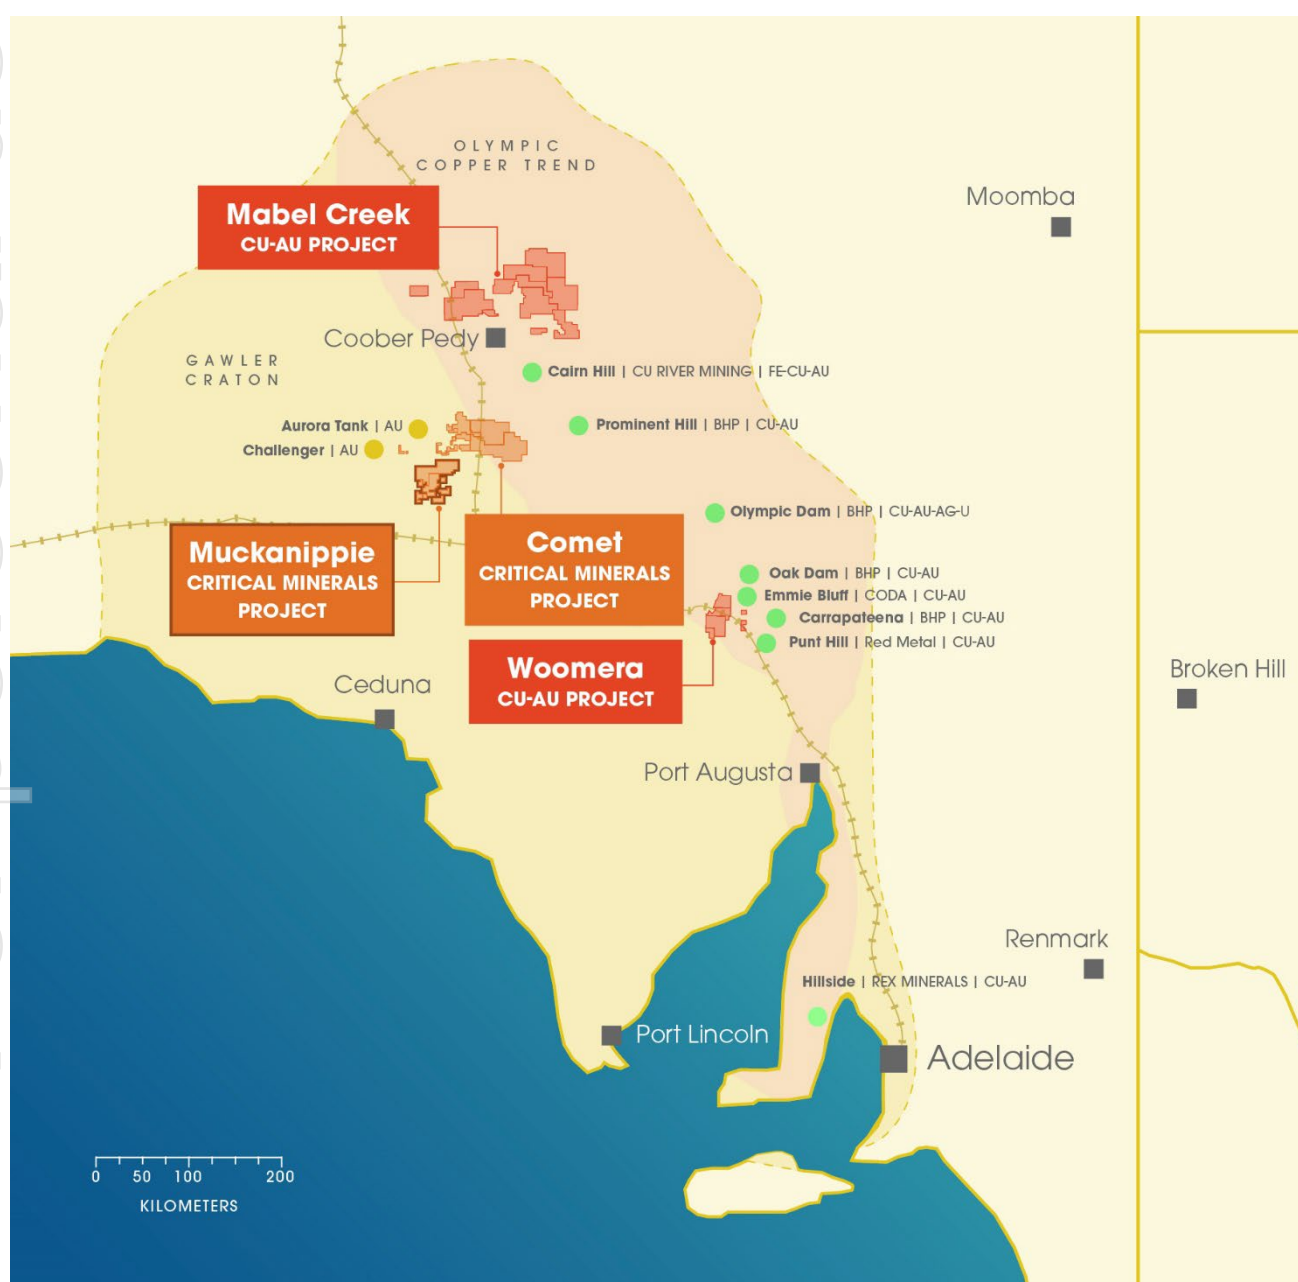 OLYMPIC
COPPER TREND
Moomba
Mabel Creek
CU-AU PROJECT
Coober Pedy
GAWLER
CRATON
Cairn Hill | CU RIVER MINING | FE-CU-AU
Aurora Tank | AU
Prominent Hill | BHP | CU-AU
Challenger | AU
Olympic Dam | BHP | CU-AU-AG-U
Muckanippie
CRITICAL MINERALS
PROJECT
Comet
CRITICAL MINERALS
PROJECT
Oak Dam | BHP | CU-AU
Emmie Bluff | CODA | CU-AU
Carrapateena | BHP | CU-AU
Punt Hill | Red Metal | CU-AU
Woomera
CU-AU PROJECT
Ceduna
Broken Hill
Port Augusta
Renmark
Hillside | REX MINERALS | CU-AU
Port Lincoln
Adelaide
0 50 100 200
KILOMETERS